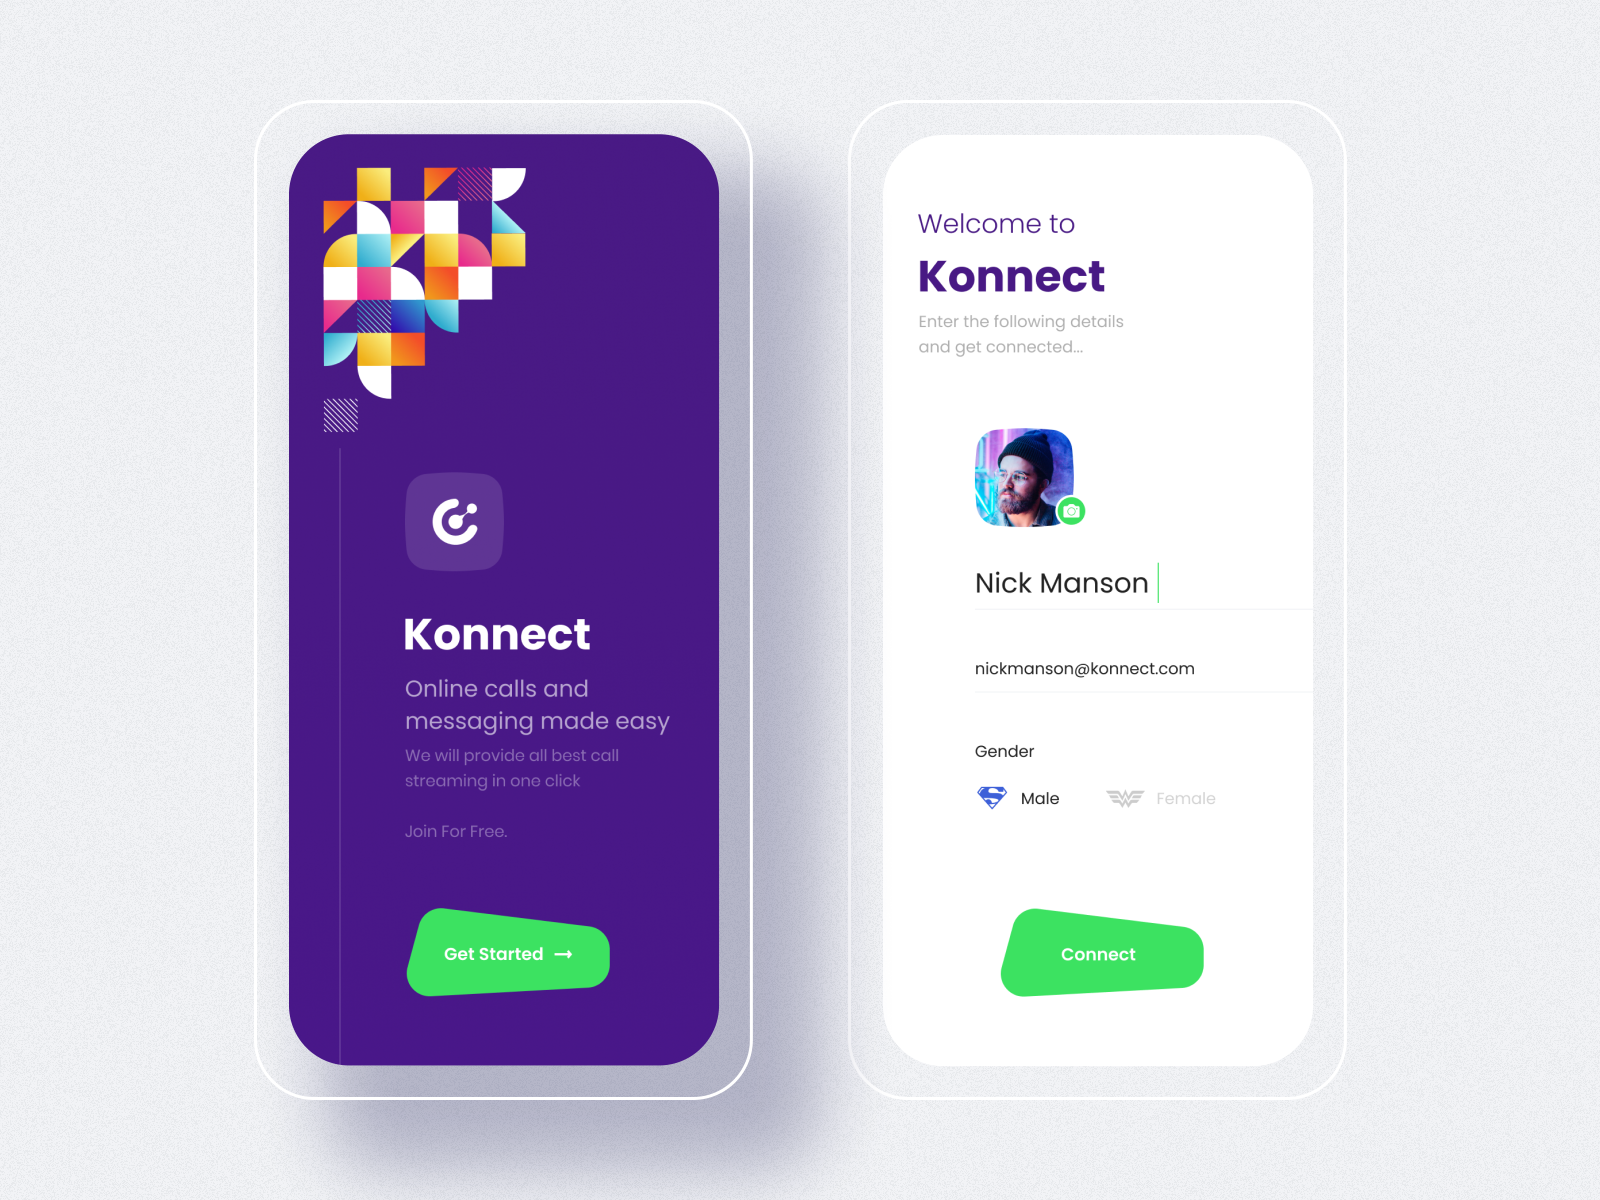 Konnect
Online calls and
messaging made easy
We will provide all best call
streaming in one click
Join For Free.
Get Started →
Welcome to
Konnect
Enter the following details
and get connected...
Nick Manson
nickmanson@konnect.com
Gender
Male
Female
Connect